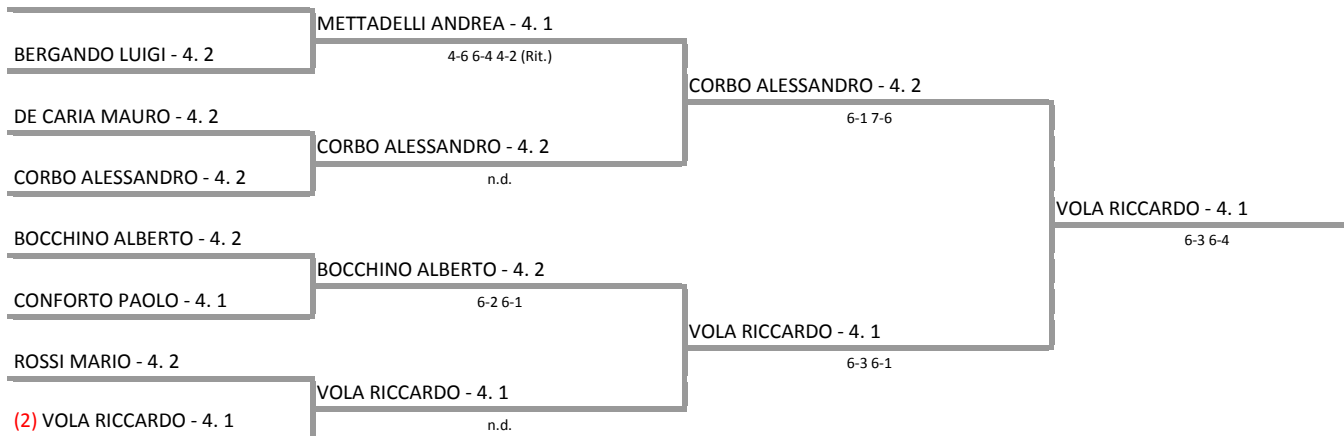 METTADELLI ANDREA - 4. 1
BERGANDO LUIGI - 4. 2
4-6 6-4 4-2 (Rit.)
CORBO ALESSANDRO - 4. 2
DE CARIA MAURO - 4. 2
6-1 7-6
CORBO ALESSANDRO - 4. 2
CORBO ALESSANDRO - 4. 2
n.d.
VOLA RICCARDO - 4. 1
BOCCHINO ALBERTO - 4. 2
6-3 6-4
BOCCHINO ALBERTO - 4. 2
CONFORTO PAOLO - 4. 1
6-2 6-1
VOLA RICCARDO - 4. 1
ROSSI MARIO - 4. 2
6-3 6-1
VOLA RICCARDO - 4. 1
(2) VOLA RICCARDO - 4. 1
n.d.